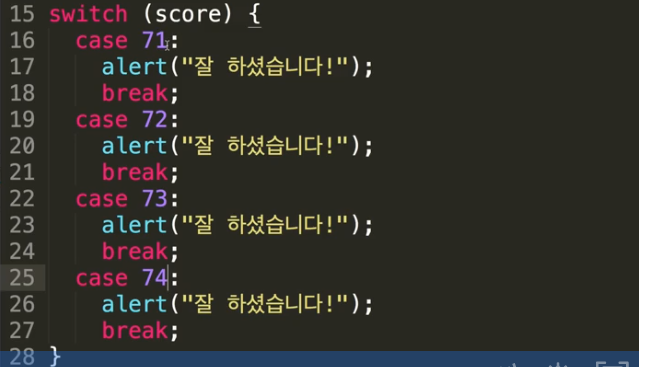 15 switch (score) {
16 case 71:
17 alert("잘 하셨습니다!");
18 break;
19 case 72:
20 alert("잘 하셨습니다!");
21 break;
22 case 73:
23 alert("잘 하셨습니다!");
24 break;
25 case 74:
26 alert("잘 하셨습니다!");
27 break;
28 }